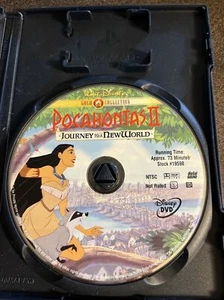 WALT DISNEY
GOLD COLLECTION
POCAHONTAS II
JOURNEY TO A NEW WORLD
Running Time:
Approx. 73 Minutes
Stock #19598
NTSC
Not Rated
Disney
DVD